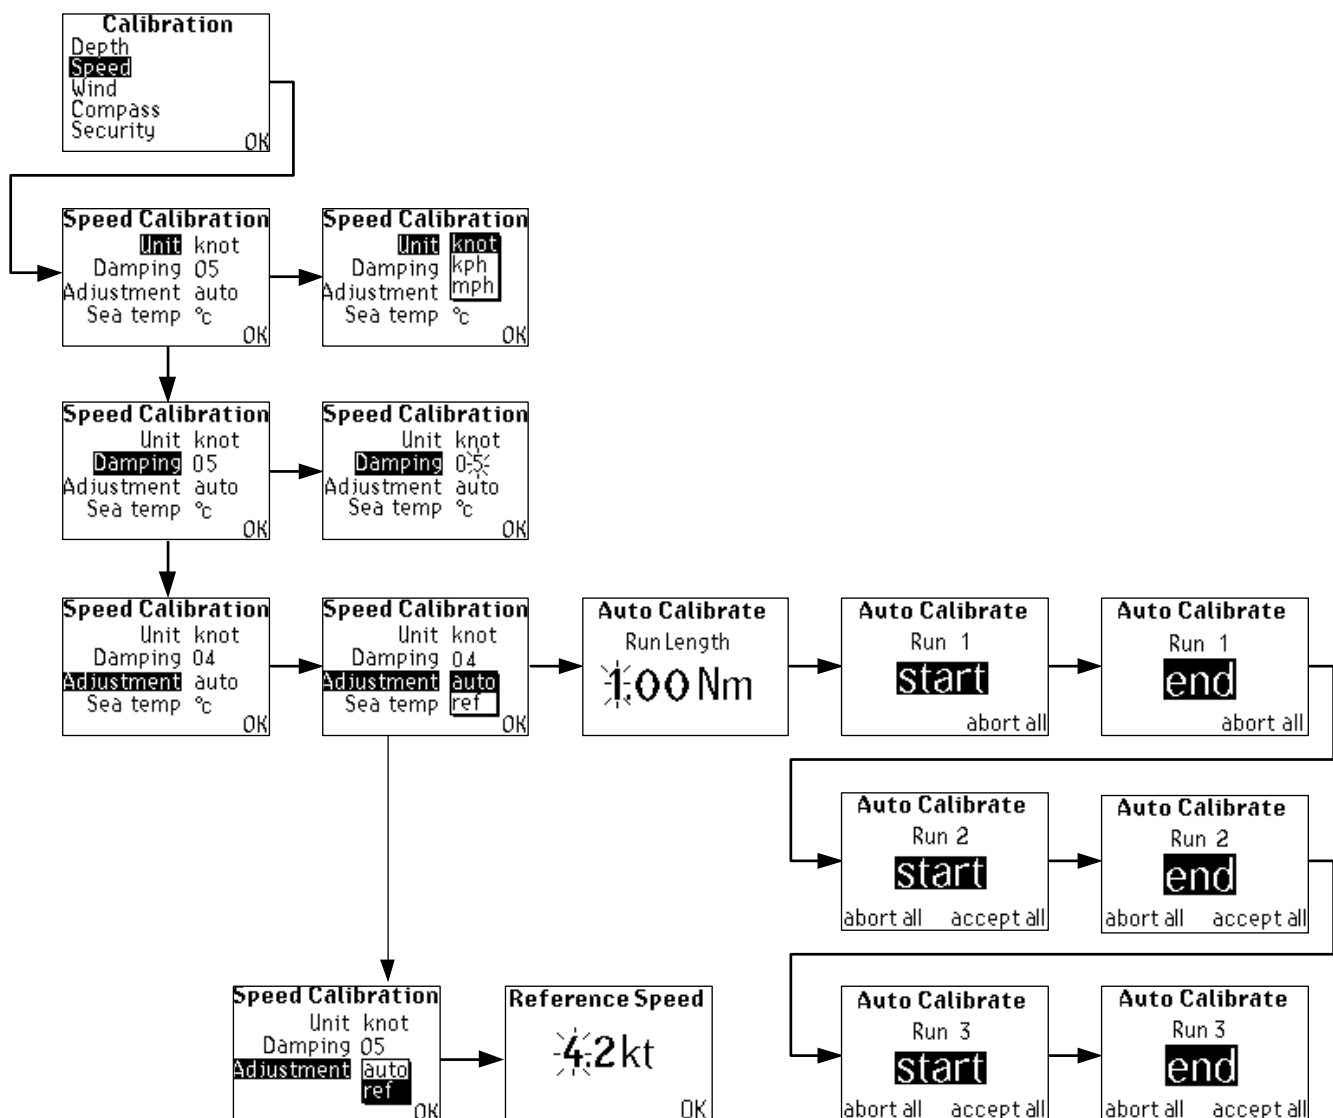 Calibration
Depth
Speed
Wind
Compass
Security
OK
Speed Calibration
Unit knot
Damping 05
Adjustment auto
Sea temp °c
OK
Speed Calibration
Unit knot
Damping kph
Adjustment mph
Sea temp °c
OK
Speed Calibration
Unit knot
Damping 05
Adjustment auto
Sea temp °c
OK
Speed Calibration
Unit knot
Damping 05
Adjustment auto
Sea temp °c
OK
Speed Calibration
Unit knot
Damping 04
Adjustment auto
Sea temp °c
OK
Speed Calibration
Unit knot
Damping 04
Adjustment auto
Sea temp ref
OK
Auto Calibrate
Run Length
1.00 Nm
Auto Calibrate
Run 1
start
abort all
Auto Calibrate
Run 1
end
abort all
Auto Calibrate
Run 2
start
abort all accept all
Auto Calibrate
Run 2
end
abort all accept all
Speed Calibration
Unit knot
Damping 05
Adjustment auto
ref
OK
Reference Speed
4.2kt
OK
Auto Calibrate
Run 3
start
abort all accept all
Auto Calibrate
Run 3
end
abort all accept all